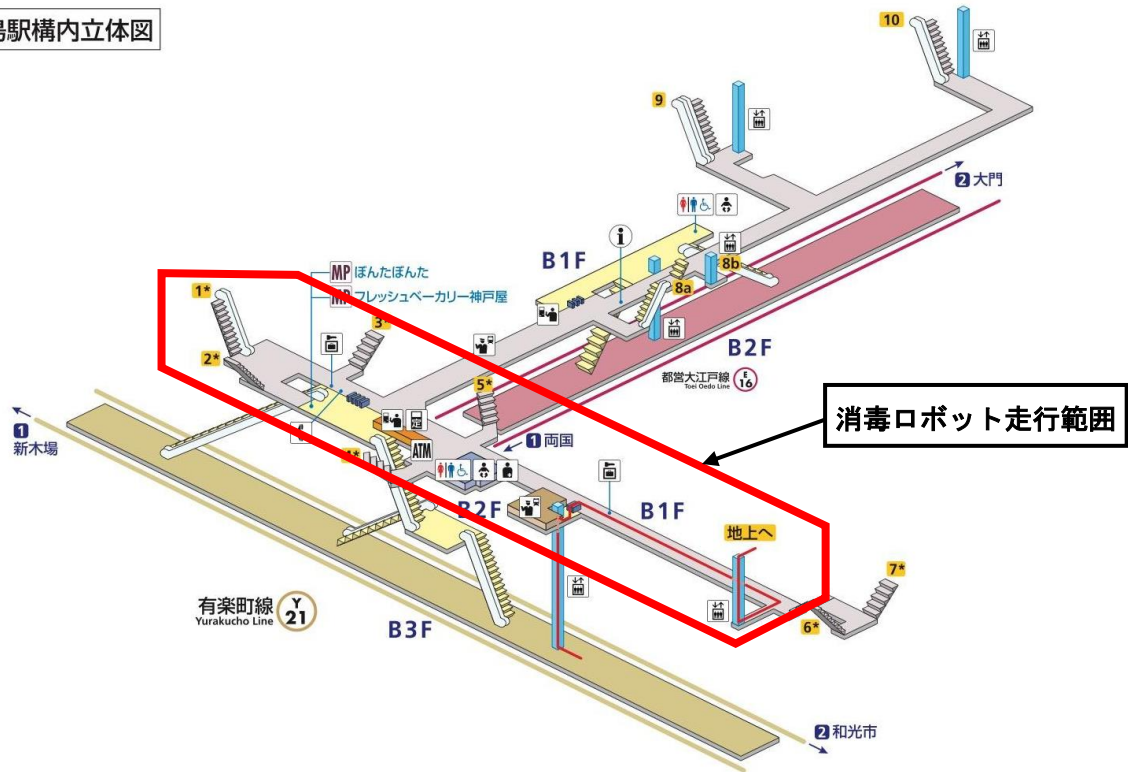 島駅構内立体図
10
9
2 大門
B1F
8b
8a
MP ぽんたぽんた
MP フレッシュベーカリー神戸屋
1*
3*
2*
B2F
都営大江戸線 E 16
Toei Oedo Line
5*
消毒ロボット走行範囲
1
新木場
1 両国
定
ATM
4*
B2F
B1F
地上へ
7*
6*
有楽町線 Y 21
Yurakucho Line
B3F
2 和光市